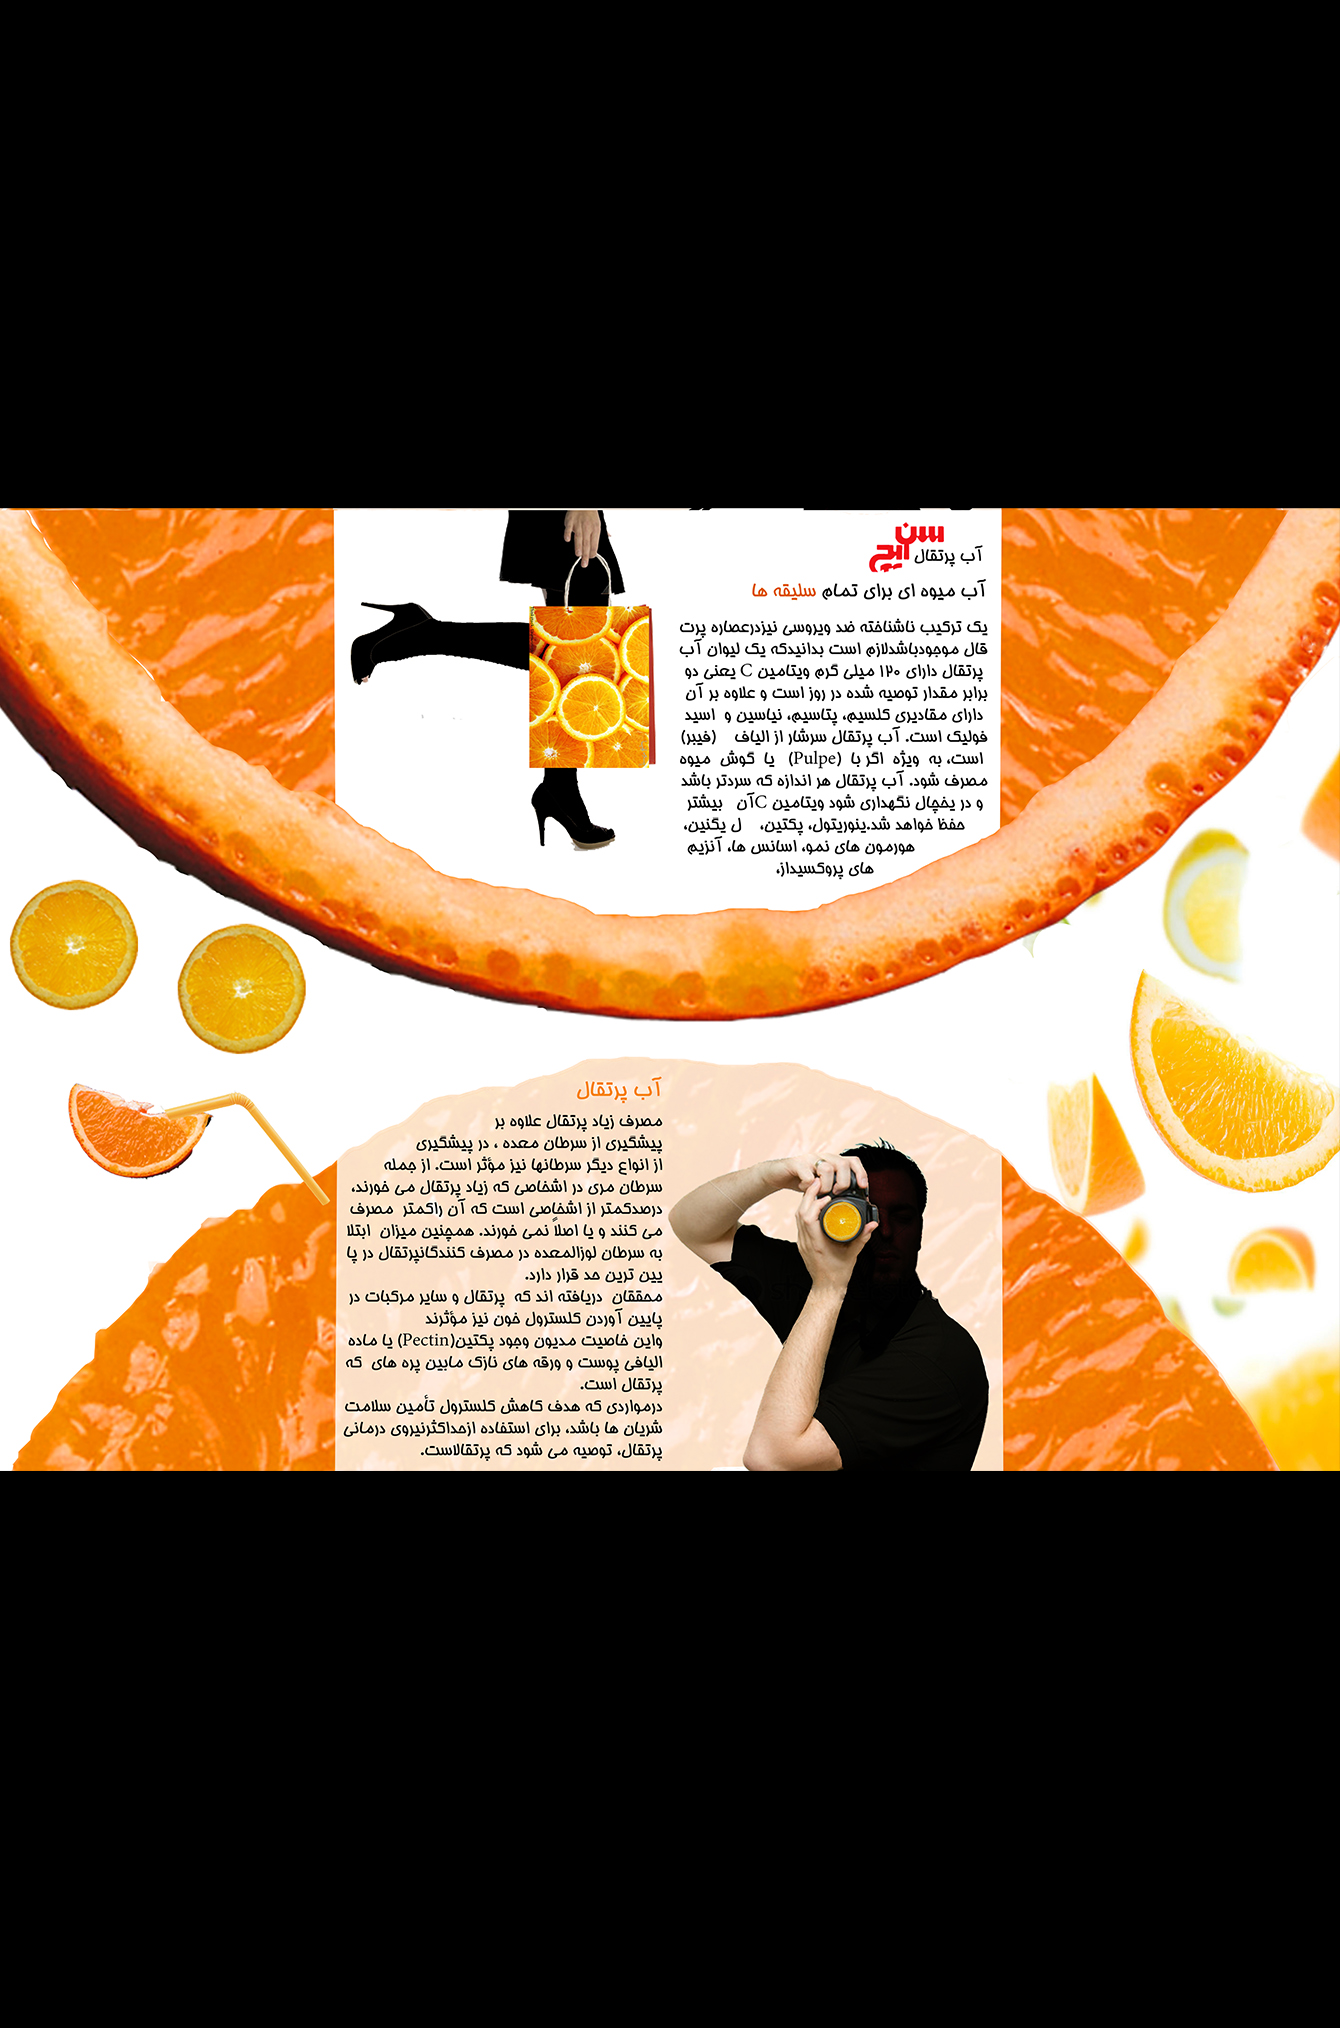 سن ایچ
آب پرتقال
آب میوه ای برای تمام سلیقه ها
یک ترکیب ناشناخته ضد ویروسی نیزدرعصاره پرت
قال موجودباشدلازم است بدانیدکه یک لیوان آب
پرتقال دارای ۱۲۰ میلی گرم ویتامین C یعنی دو
برابر مقدار توصیه شده در روز است و علاوه بر آن
دارای مقادیری کلسیم، پتاسیم، نیاسین و اسید
فولیک است. آب پرتقال سرشار از الیاف (فیبر)
است، به ویژه اگر با (Pulpe) یا گوش میوه
مصرف شود. آب پرتقال هر اندازه که سردتر باشد
و در یخچال نگهداری شود ویتامین Cآن بیشتر
حفظ خواهد شد.ینوریتول، پکتین، ل یگنین،
هورمون های نمو، اسانس ها، آنزیم
های پروکسیداز،
آب پرتقال
مصرف زیاد پرتقال علاوه بر
پیشگیری از سرطان معده ، در پیشگیری
از انواع دیگر سرطانها نیز مؤثر است. از جمله
سرطان مری در اشخاصی که زیاد پرتقال می خورند،
درصدکمتر از اشخاصی است که آن راکمتر مصرف
می کنند و یا اصلاً نمی خورند. همچنین میزان ابتلا
به سرطان لوزالمعده در مصرف کنندگانپرتقال در پا
یین ترین حد قرار دارد.
محققان دریافته اند که پرتقال و سایر مرکبات در
پایین آوردن کلسترول خون نیز مؤثرند
واین خاصیت مدیون وجود پکتین(Pectin) یا ماده
الیافی پوست و ورقه های نازک مابین پره های که
پرتقال است.
درمواردی که هدف کاهش کلسترول تأمین سلامت
شریان ها باشد، برای استفاده ازحداکثرنیروی درمانی
پرتقال، توصیه می شود که پرتقالاست.